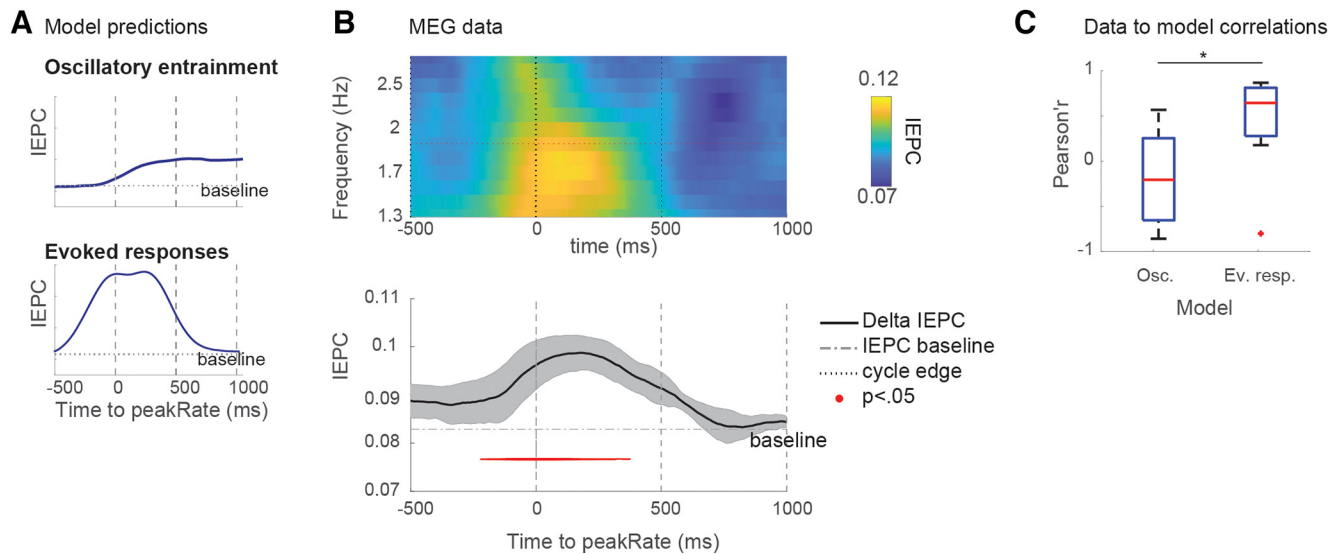 A Model predictions
Oscillatory entrainment
IEPC
baseline
-500 0 500 1000
Evoked responses
IEPC
baseline
-500 0 500 1000
Time to peakRate (ms)
B MEG data
Frequency (Hz)
2.5
2
1.7
1.3
-500 0 500 1000
time (ms)
0.12
IEPC
0.07
IEPC
0.11
0.1
0.09
0.08
0.07
baseline
-500 0 500 1000
Time to peakRate (ms)
Delta IEPC
IEPC baseline
cycle edge
p<.05
C Data to model correlations
*
Pearson'r
1
0
-1
Osc. Ev. resp.
Model